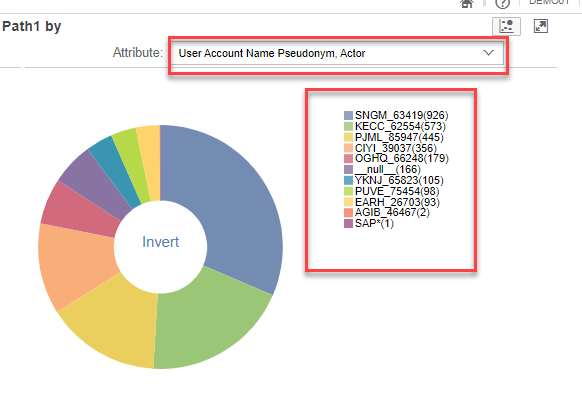 DEMO01
Path1 by
Attribute: User Account Name Pseudonym, Actor
SNGM_63419(926)
KECC_62554(573)
PJML_85947(445)
CIYI_39037(356)
OGHQ_66248(179)
__null__(166)
YKNJ_65823(105)
PUVE_75454(98)
EARH_26703(93)
AGIB_46467(2)
SAP*(1)
Invert